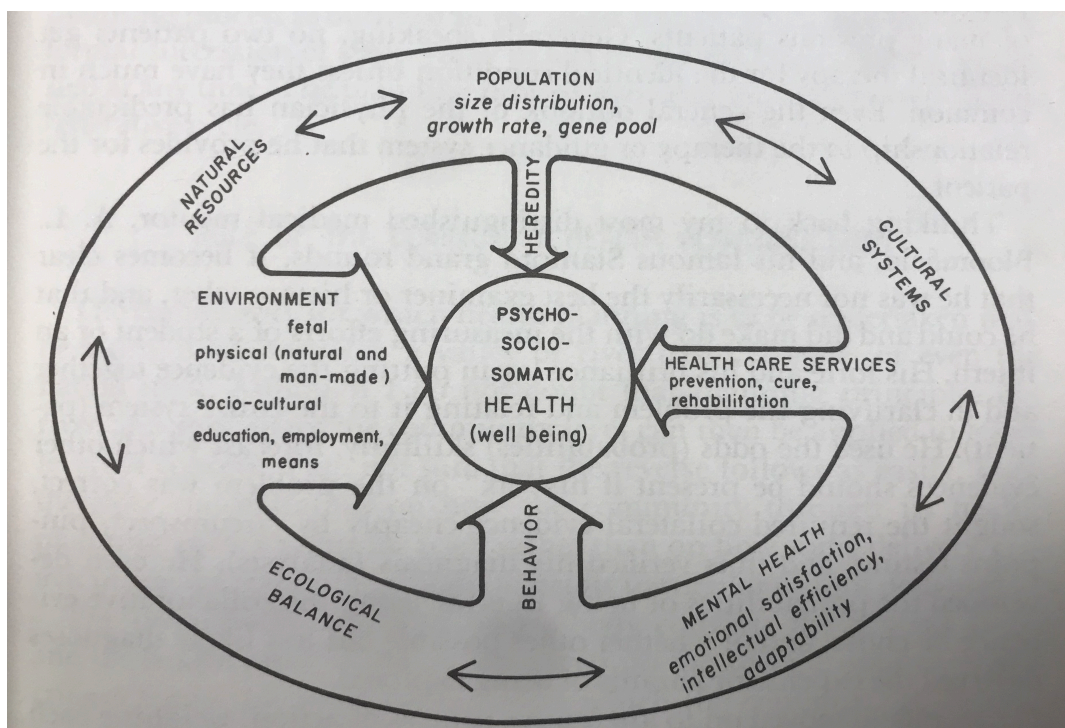 POPULATION
size distribution,
growth rate, gene pool
NATURAL
RESOURCES
HEREDITY
CULTURAL
SYSTEMS
ENVIRONMENT
fetal
physical (natural and
man-made)
socio-cultural
education, employment,
means
PSYCHO-
SOCIO-
SOMATIC
HEALTH
(well being)
HEALTH CARE SERVICES
prevention, cure,
rehabilitation
BEHAVIOR
ECOLOGICAL
BALANCE
MENTAL HEALTH
emotional satisfaction,
intellectual efficiency,
adaptability